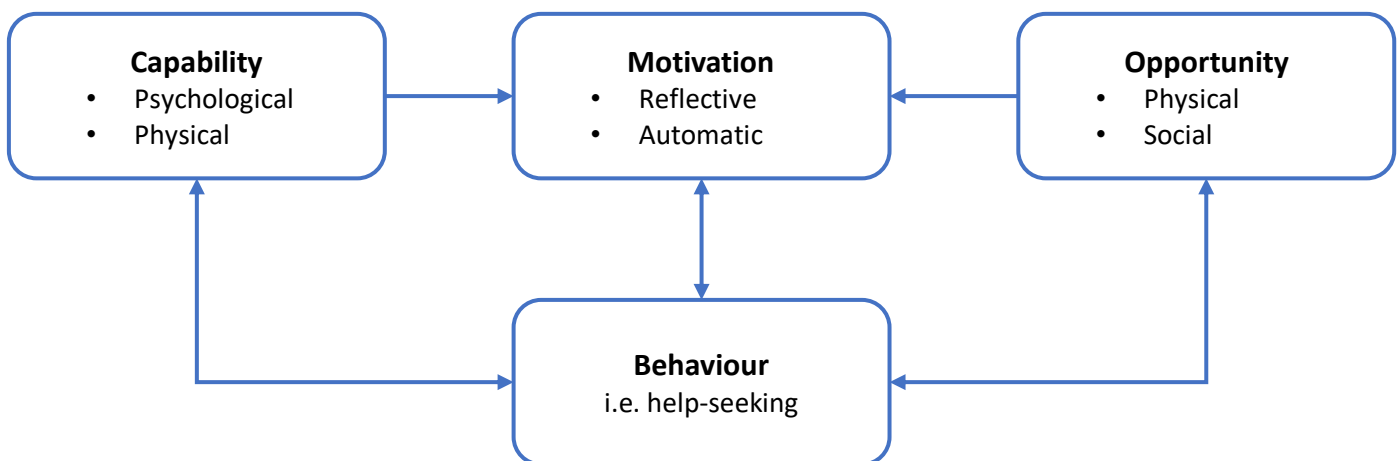 Capability
• Psychological
• Physical
Motivation
• Reflective
• Automatic
Opportunity
• Physical
• Social
Behaviour
i.e. help-seeking